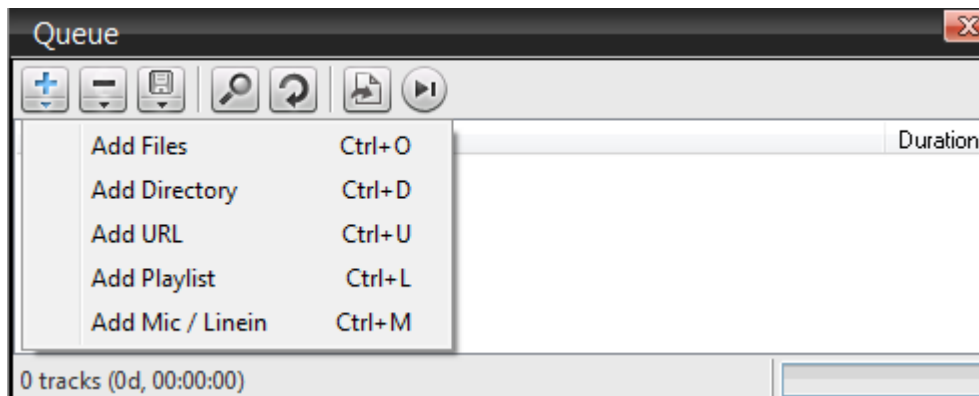 Queue
Duration
Add Files Ctrl+O
Add Directory Ctrl+D
Add URL Ctrl+U
Add Playlist Ctrl+L
Add Mic / Linein Ctrl+M
0 tracks (0d, 00:00:00)